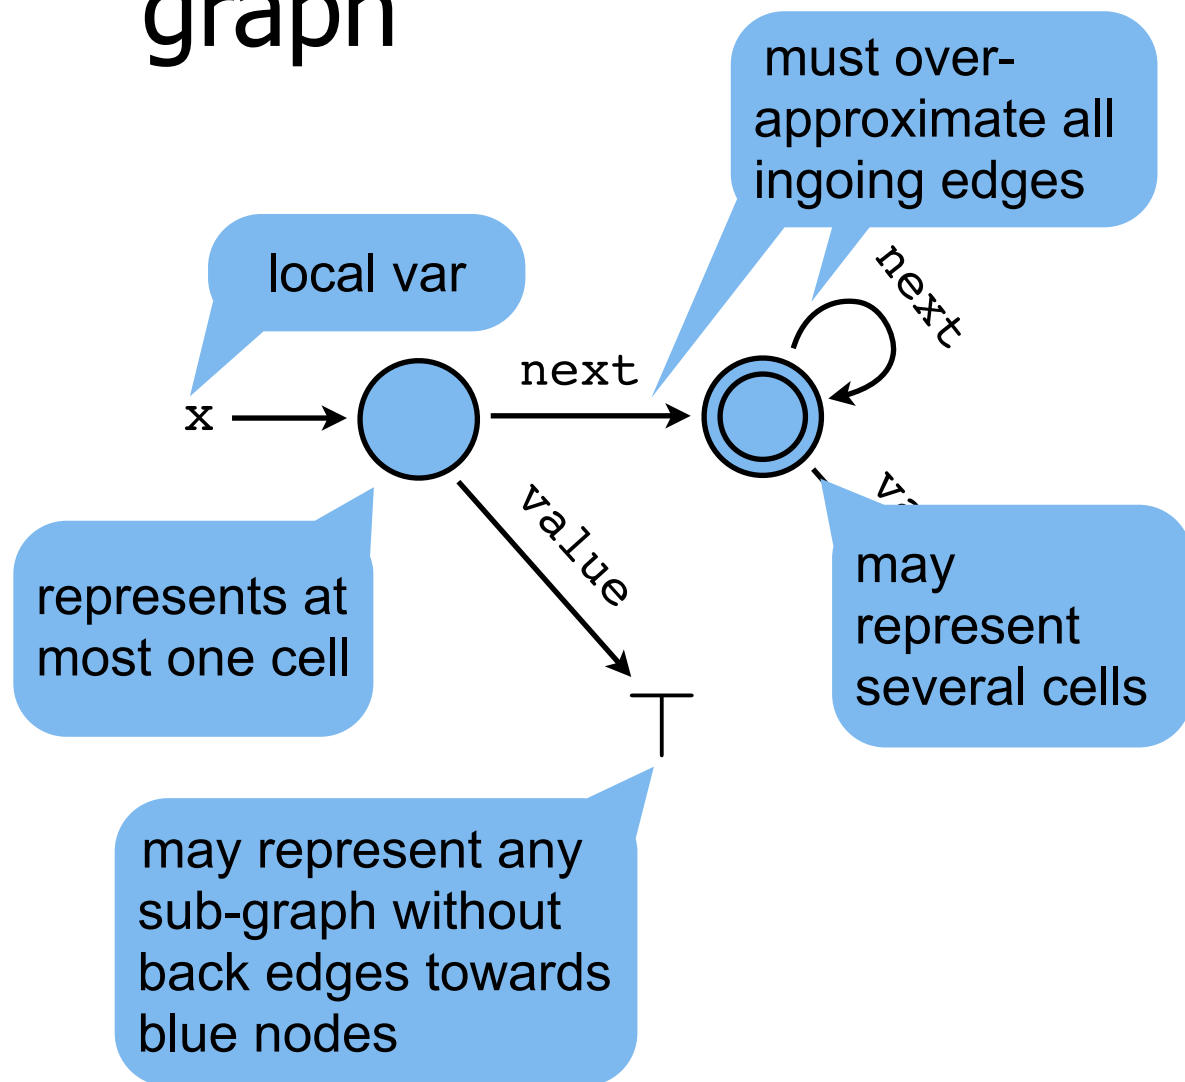 graph
must over-
approximate all
ingoing edges
local var
next
next
x
value
represents at
most one cell
may
represent
several cells
may represent any
sub-graph without
back edges towards
blue nodes